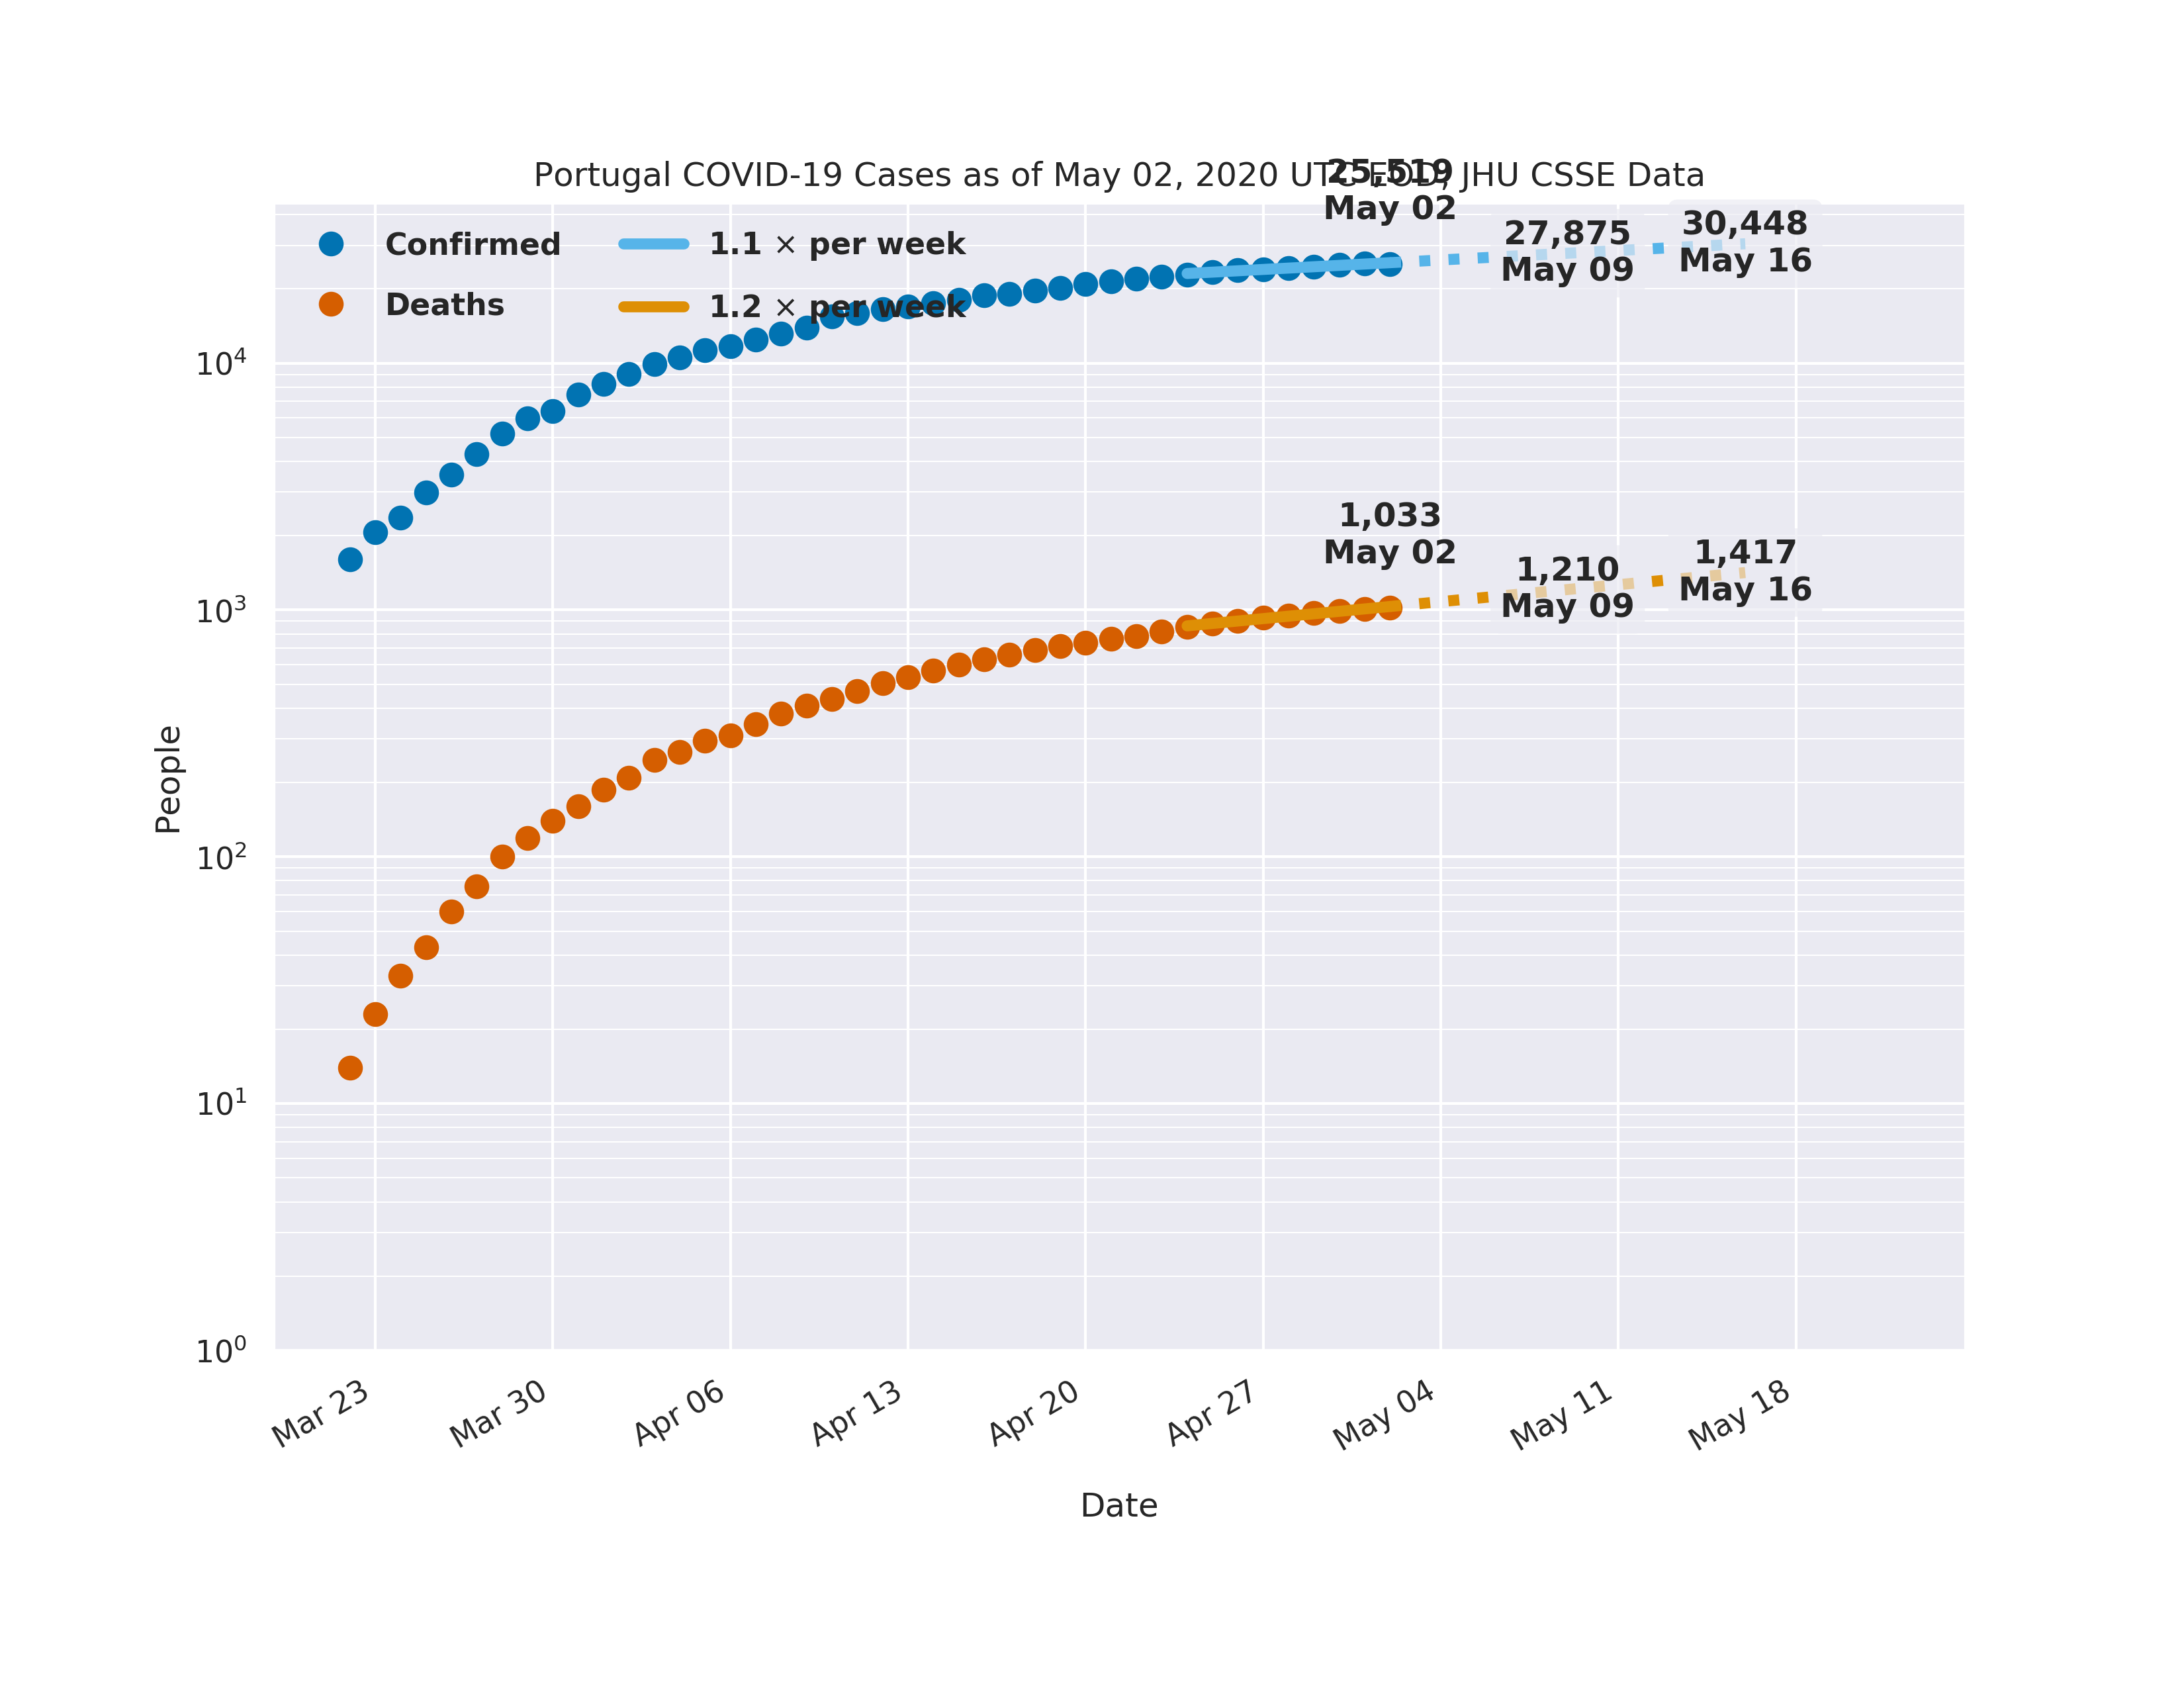 Portugal COVID-19 Cases as of May 02, 2020 UTC EOD, JHU CSSE Data
25,519
May 02
27,875
May 09
30,448
May 16
Confirmed
Deaths
1.1 × per week
1.2 × per week
1,033
May 02
1,210
May 09
1,417
May 16
People
10⁴
10³
10²
10¹
10⁰
Mar 23
Mar 30
Apr 06
Apr 13
Apr 20
Apr 27
May 04
May 11
May 18
Date